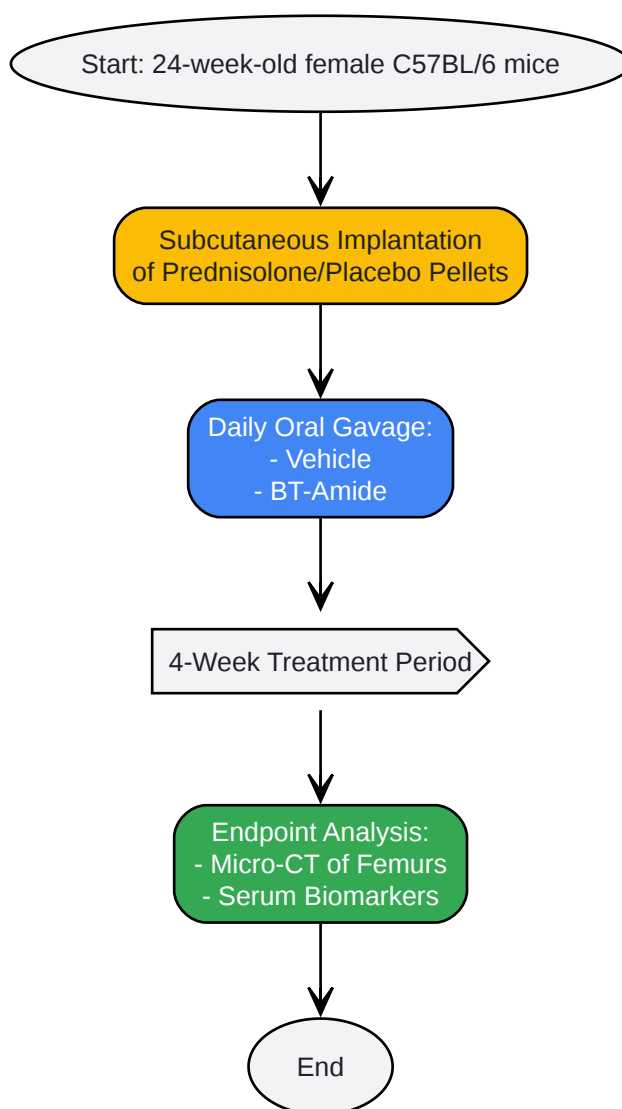 Start: 24-week-old female C57BL/6 mice
Subcutaneous Implantation
of Prednisolone/Placebo Pellets
Daily Oral Gavage:
- Vehicle
- BT-Amide
4-Week Treatment Period
Endpoint Analysis:
- Micro-CT of Femurs
- Serum Biomarkers
End